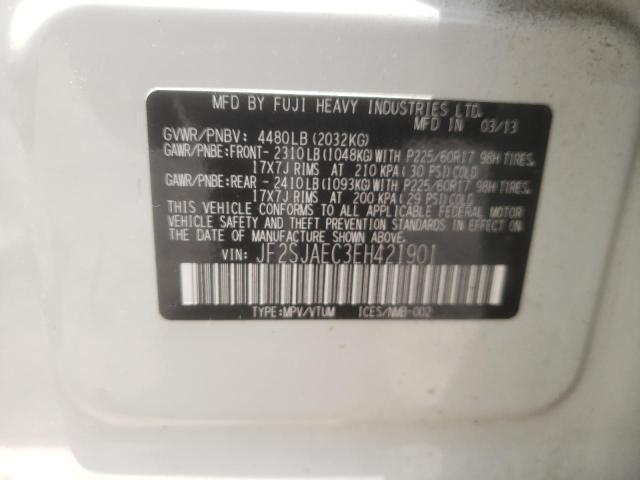 MFD BY FUJI HEAVY INDUSTRIES LTD.
MFD IN 03/13
GVWR/PNBV: 4480LB(2032KG)
GAWR/PNBE:FRONT- 2310LB(1048KG)WITH P225/60R17 98H TIRES,
17X7J RIMS AT 210 KPA(30 PSI)COLD
GAWR/PNBE:REAR - 2410LB(1093KG)WITH P225/60R17 98H TIRES,
17X7J RIMS AT 200 KPA(29 PSI)COLD
THIS VEHICLE CONFORMS TO ALL APPLICABLE FEDERAL MOTOR
VEHICLE SAFETY AND THEFT PREVENTION STANDARDS IN EFFECT
ON THE DATE OF MANUFACTURE SHOWN ABOVE.
VIN: JF2SJAEC3EH421901
TYPE:MPV/VTUM ICES/NMB-002